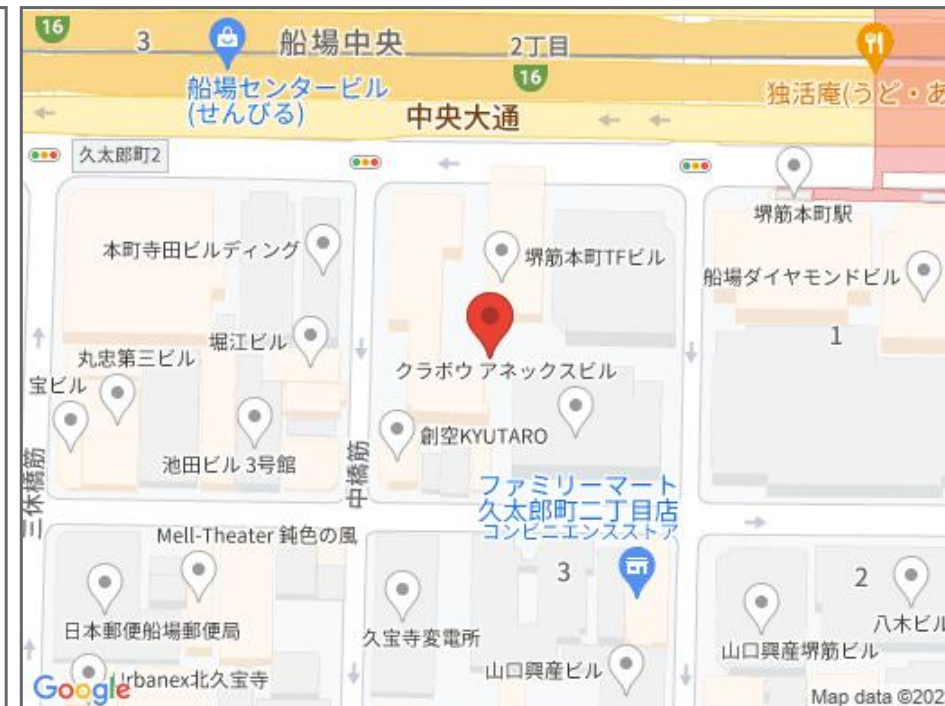 16
3
船場中央
2丁目
16
船場センタービル
(せんびる)
中央大通
独活庵(うど・あ
久太郎町2
堺筋本町駅
本町寺田ビルディング
堺筋本町TFビル
船場ダイヤモンドビル
堀江ビル
1
丸忠第三ビル
クラボウ アネックスビル
宝ビル
創空KYUTARO
池田ビル 3号館
三休橋筋
中橋筋
ファミリーマート
久太郎町二丁目店
コンビニエンスストア
Mell-Theater 鈍色の風
3
2
日本郵便船場郵便局
久宝寺変電所
八木ビル
山口興産堺筋ビル
山口興産ビル
Urbanex北久宝寺
Google
Map data ©202